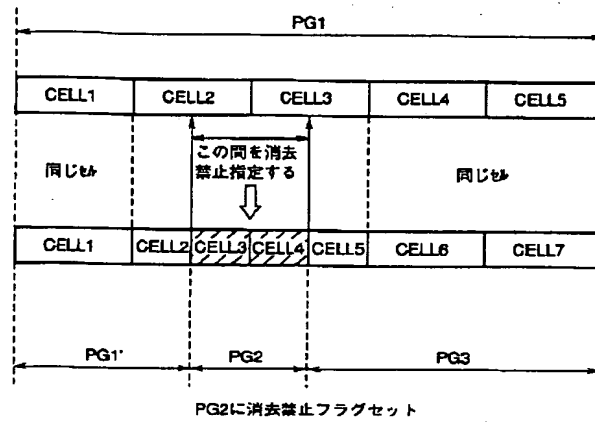 PG1
CELL1 CELL2 CELL3 CELL4 CELL5
この間を消去
禁止指定する
同じセル 同じセル
CELL1 CELL2 CELL3 CELL4 CELL5 CELL6 CELL7
PG1' PG2 PG3
PG2に消去禁止フラグセット